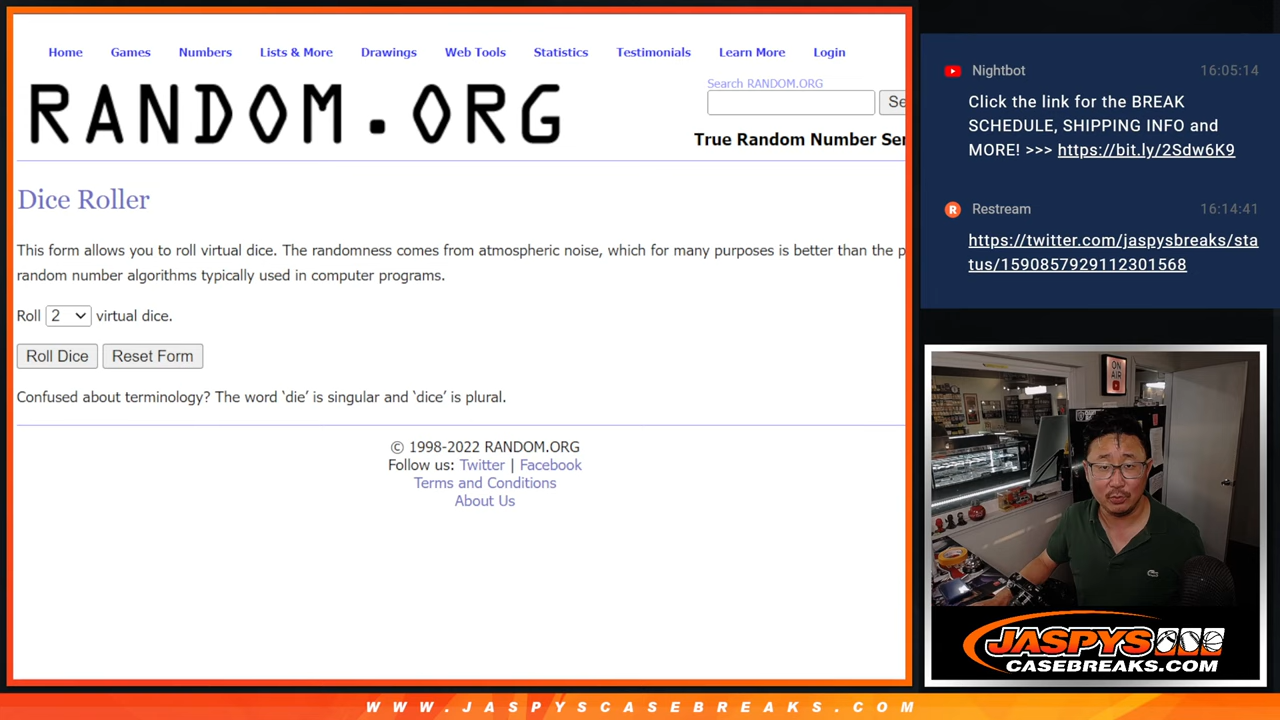 Home Games Numbers Lists & More Drawings Web Tools Statistics Testimonials Learn More Login
RANDOM.ORG
Search RANDOM.ORG
Se
True Random Number Ser
Dice Roller
This form allows you to roll virtual dice. The randomness comes from atmospheric noise, which for many purposes is better than the p
random number algorithms typically used in computer programs.
Roll 2 virtual dice.
Roll Dice Reset Form
Confused about terminology? The word ‘die’ is singular and ‘dice’ is plural.
© 1998-2022 RANDOM.ORG
Follow us: Twitter | Facebook
Terms and Conditions
About Us
Nightbot 16:05:14
Click the link for the BREAK
SCHEDULE, SHIPPING INFO and
MORE! >>> https://bit.ly/2Sdw6K9
Restream 16:14:41
https://twitter.com/jaspysbreaks/sta
tus/1590857929112301568
ON
AIR
JASPYS
CASEBREAKS.COM
WWW.JASPYSCASEBREAKS.COM